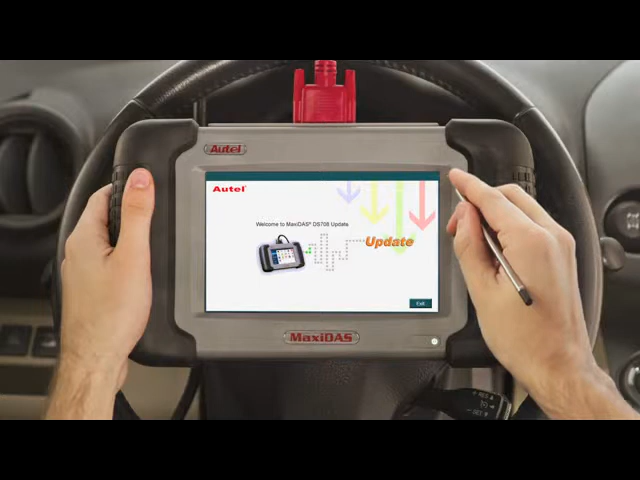 Autel
Autel
Welcome to MaxiDAS® DS708 Update
Update
Exit
MaxiDAS